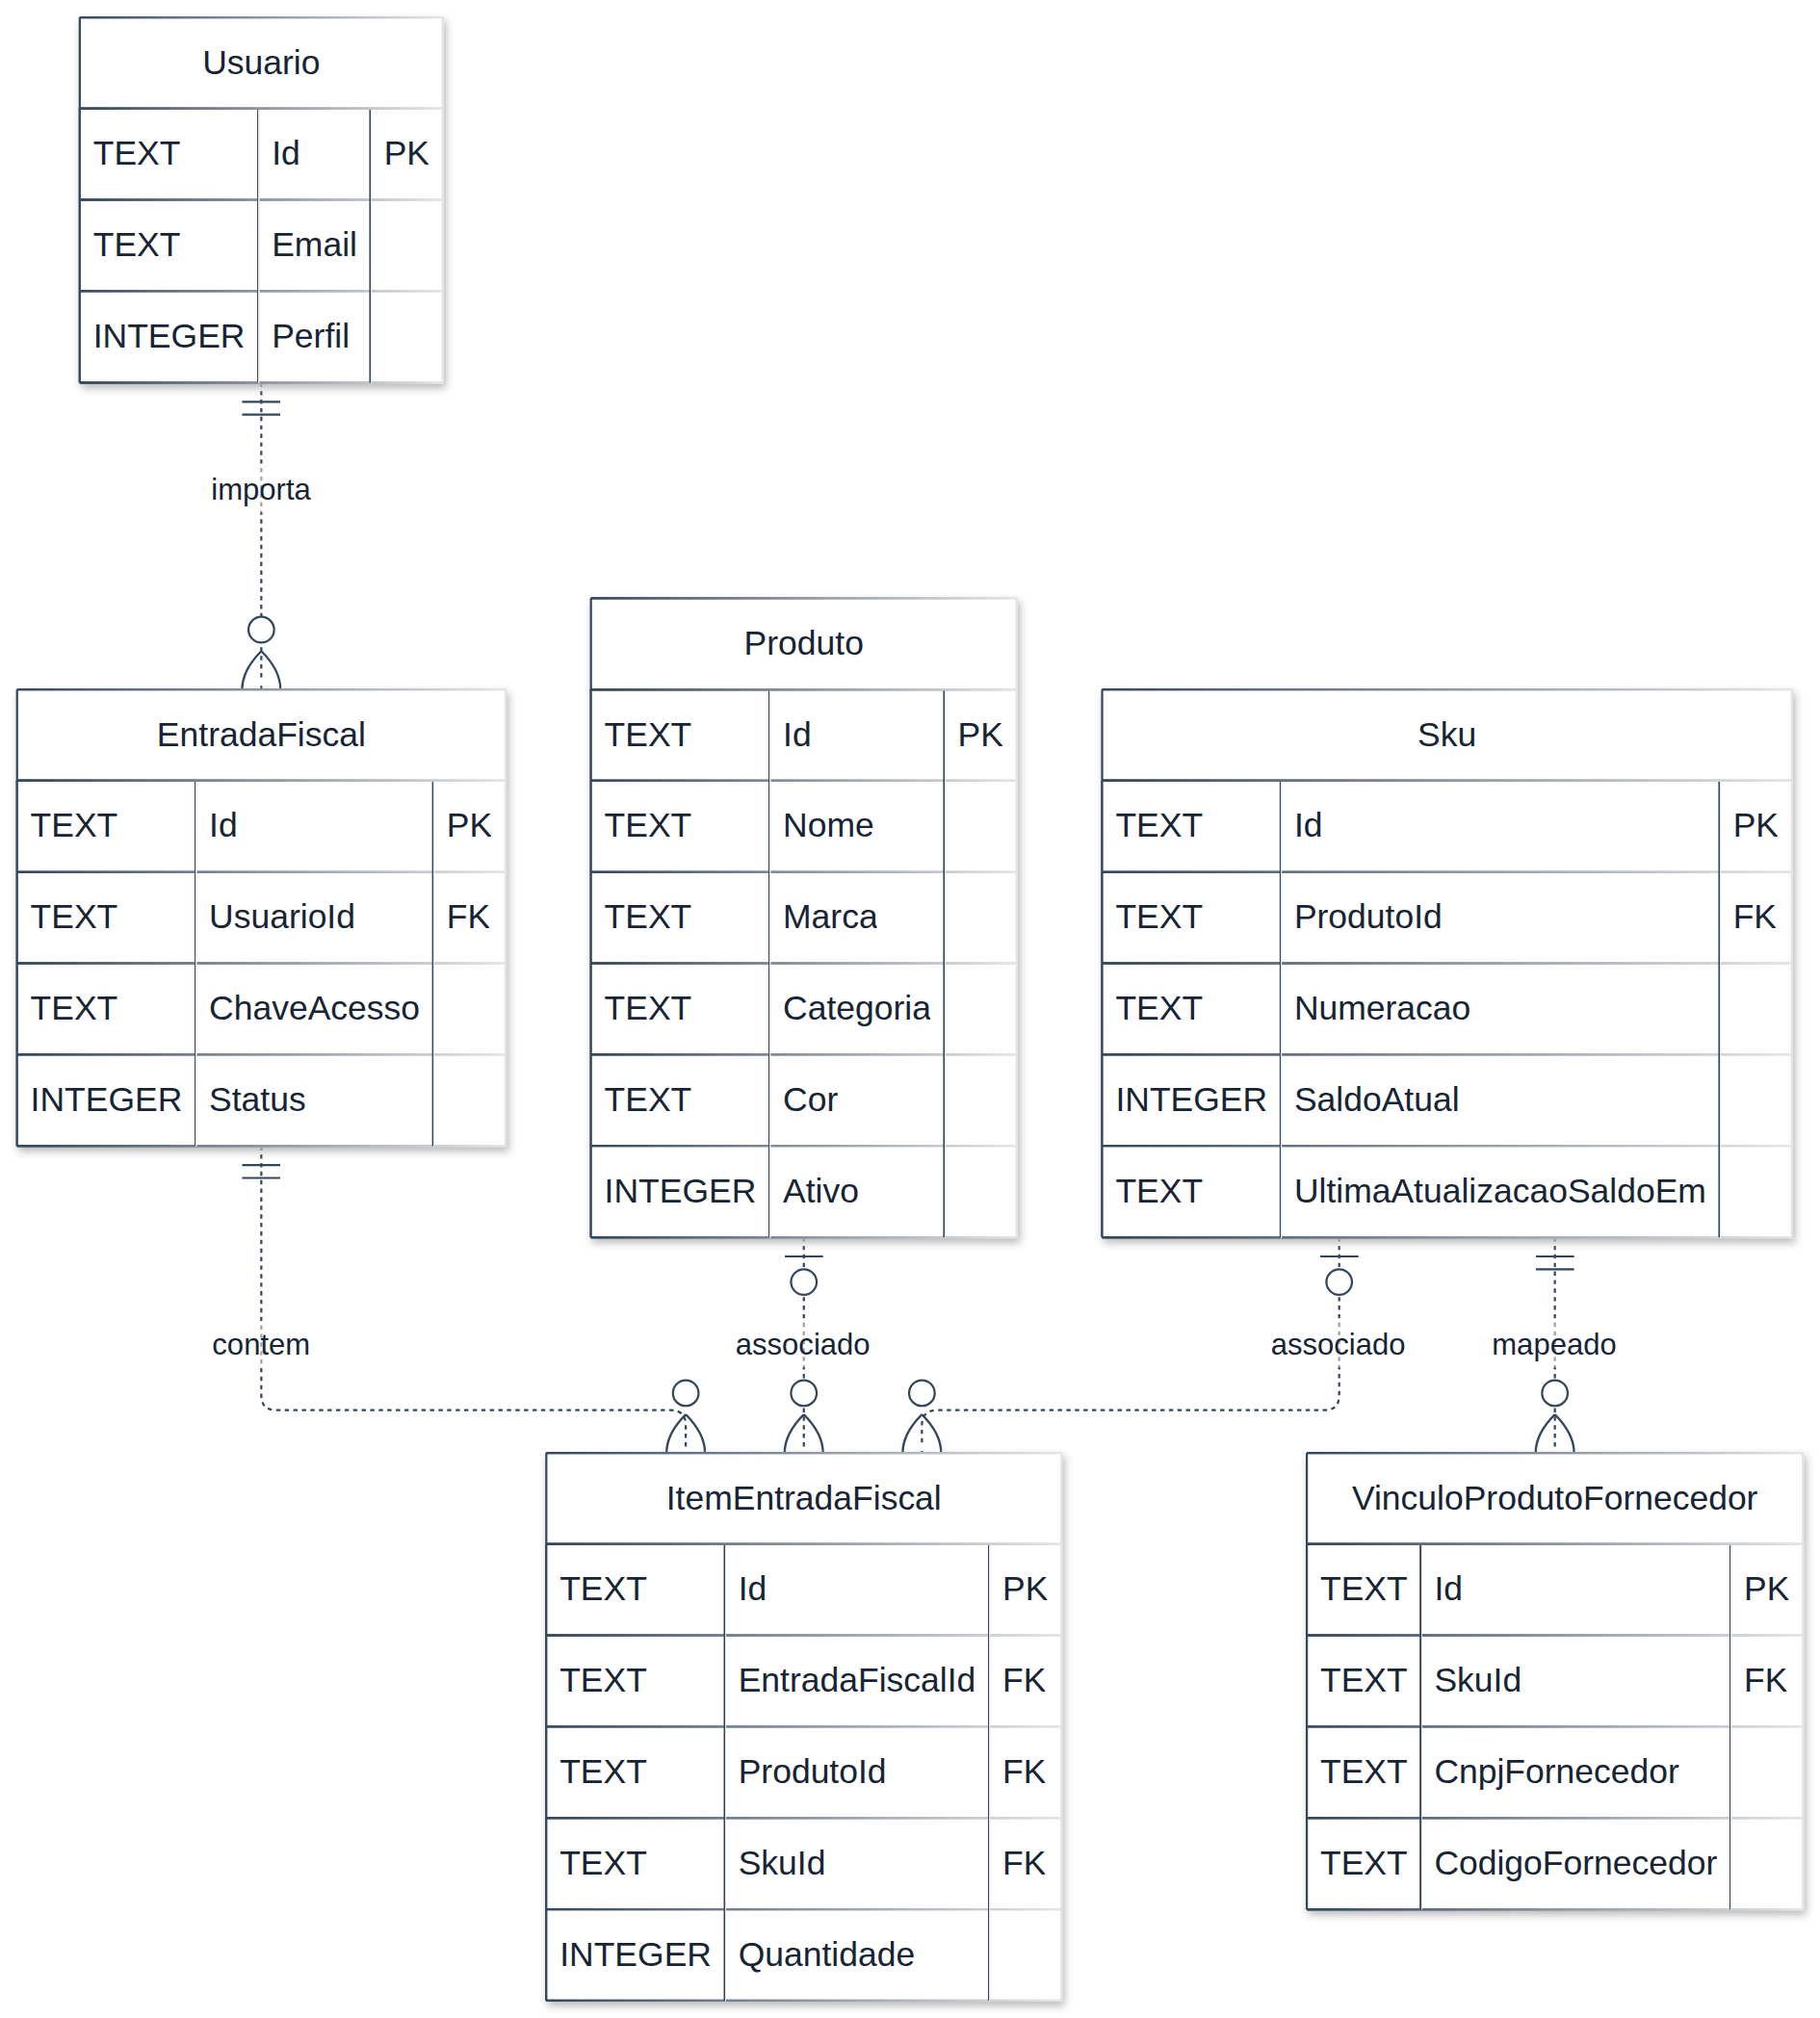 Usuario
TEXT Id PK
TEXT Email
INTEGER Perfil
importa
EntradaFiscal
TEXT Id PK
TEXT UsuarioId FK
TEXT ChaveAcesso
INTEGER Status
Produto
TEXT Id PK
TEXT Nome
TEXT Marca
TEXT Categoria
TEXT Cor
INTEGER Ativo
Sku
TEXT Id PK
TEXT ProdutoId FK
TEXT Numeracao
INTEGER SaldoAtual
TEXT UltimaAtualizacaoSaldoEm
contem
associado
associado
mapeado
ItemEntradaFiscal
TEXT Id PK
TEXT EntradaFiscalId FK
TEXT ProdutoId FK
TEXT SkuId FK
INTEGER Quantidade
VinculoProdutoFornecedor
TEXT Id PK
TEXT SkuId FK
TEXT CnpjFornecedor
TEXT CodigoFornecedor